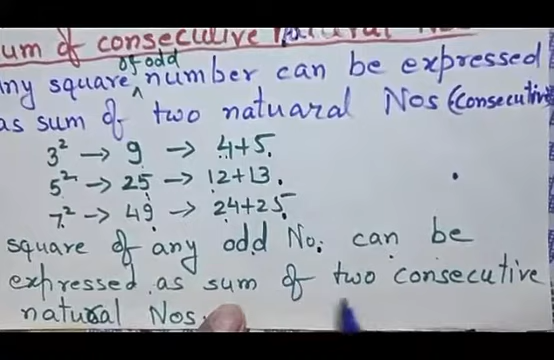 um of consecutive Natural Nos
of odd
any square ^ number can be expressed
as sum of two natuaral Nos (consecutive
3² → 9 → 4+5.
5² → 25 → 12+13.
7² → 49 → 24+25
square of any odd No. can be
expressed as sum of two consecutive
natural Nos.